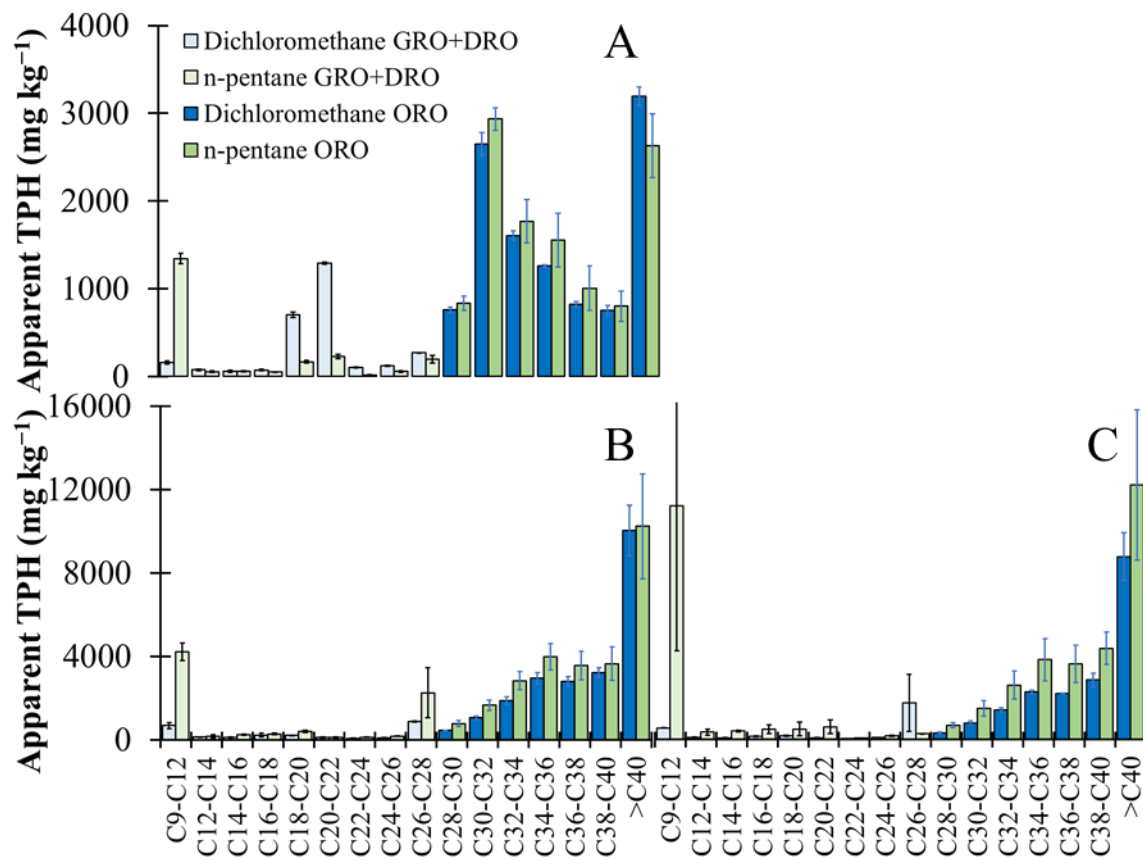 Apparent TPH (mg kg⁻¹)
4000
3000
2000
1000
0
Dichloromethane GRO+DRO
n-pentane GRO+DRO
Dichloromethane ORO
n-pentane ORO
A
Apparent TPH (mg kg⁻¹)
16000
12000
8000
4000
0
B
C
C9-C12
C12-C14
C14-C16
C16-C18
C18-C20
C20-C22
C22-C24
C24-C26
C26-C28
C28-C30
C30-C32
C32-C34
C34-C36
C36-C38
C38-C40
>C40
C9-C12
C12-C14
C14-C16
C16-C18
C18-C20
C20-C22
C22-C24
C24-C26
C26-C28
C28-C30
C30-C32
C32-C34
C34-C36
C36-C38
C38-C40
>C40